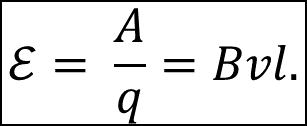 ℰ = A/q = Bvl.